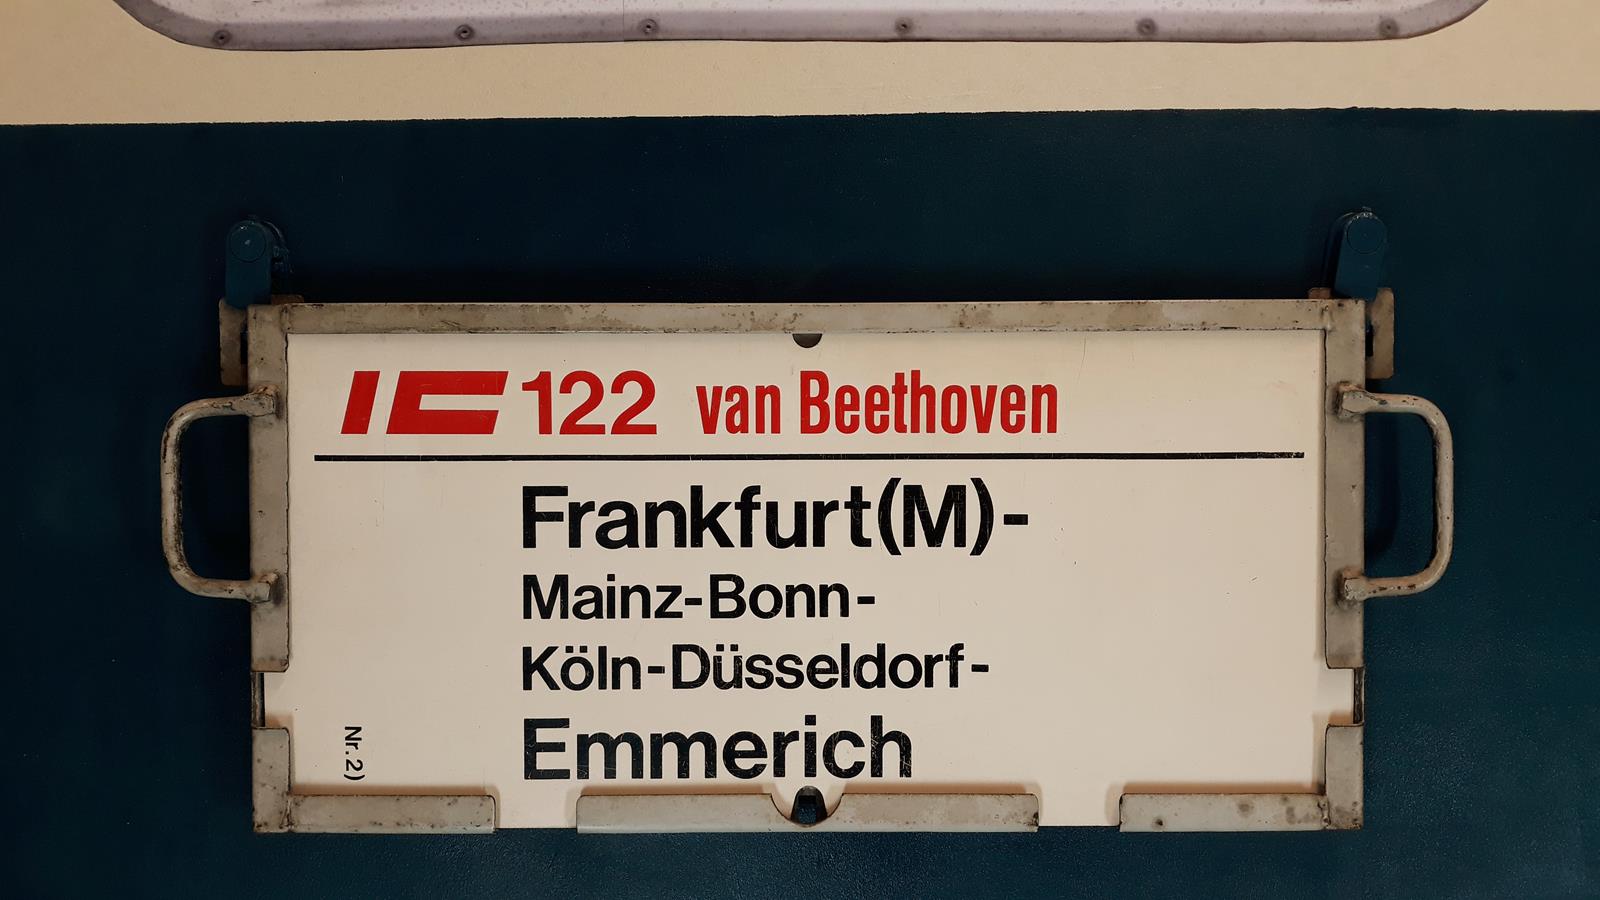 IC 122 van Beethoven
Frankfurt(M)-
Mainz-Bonn-
Köln-Düsseldorf-
Emmerich
Nr.2)